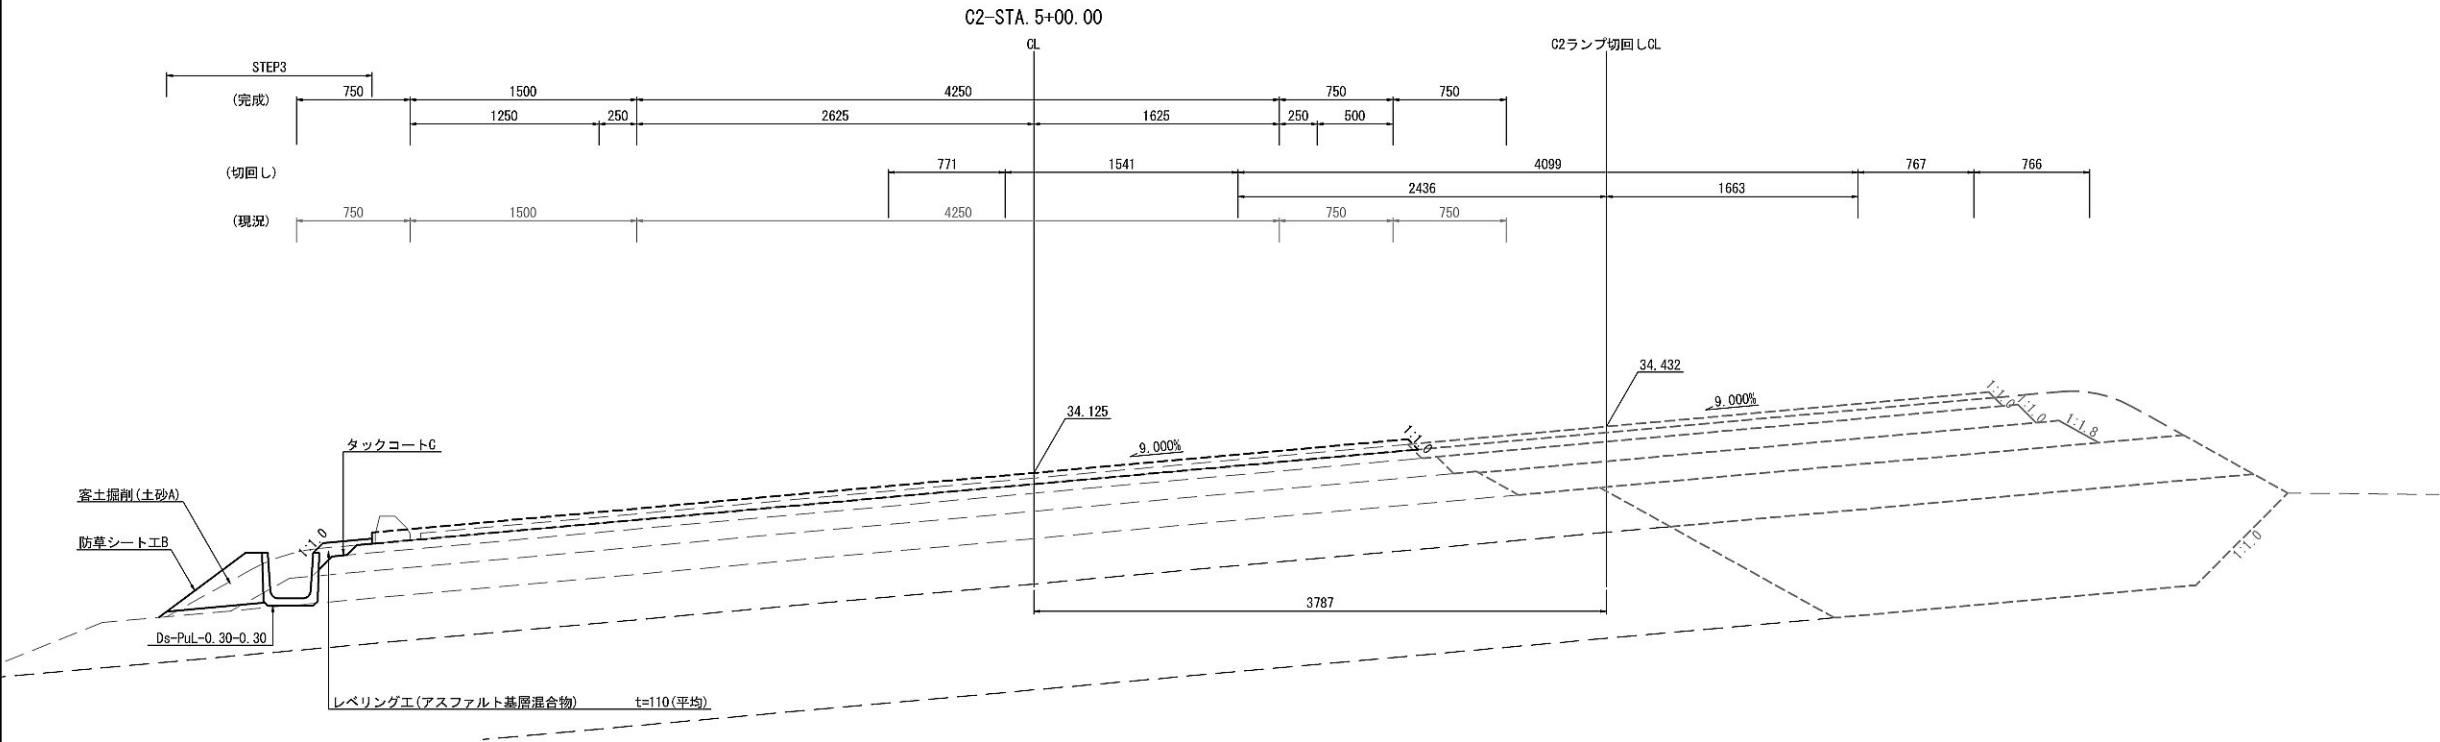 C2-STA. 5+00.00
CL
C2ランプ切回しCL
STEP3
(完成)
750
1500
4250
750
750
1250
250
2625
1625
250
500
(切回し)
771
1541
4099
767
766
2436
1663
(現況)
750
1500
4250
750
750
34.432
34.125
9.000%
9.000%
1:1.0
1:1.0
1:1.8
1:1.0
タックコートG
客土掘削(土砂A)
防草シート工B
1:1.0
1:1.0
3787
Ds-PuL-0.30-0.30
レベリング工(アスファルト基層混合物) t=110(平均)